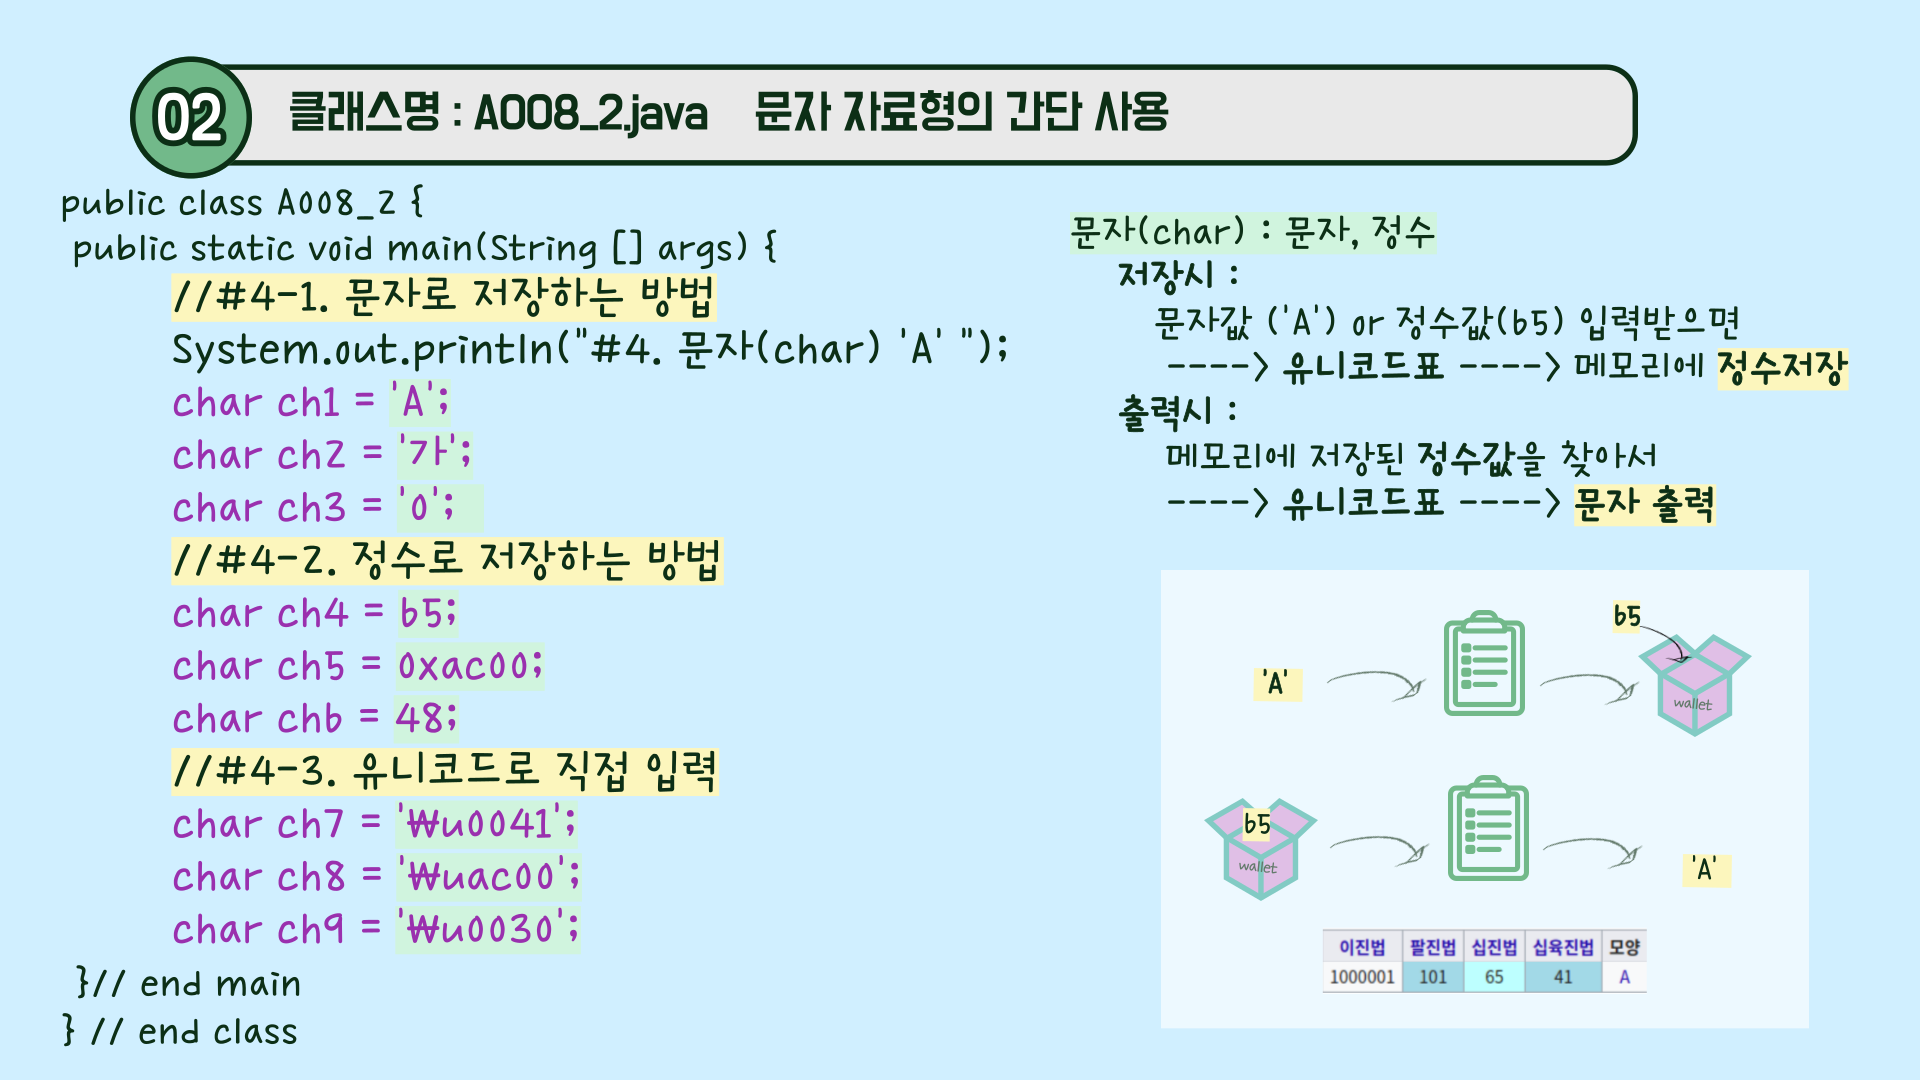 02
클래스명 : A008_2.java 문자 자료형의 간단 사용
public class A008_2 {
public static void main(String [] args) {
//#4-1. 문자로 저장하는 방법
System.out.println("#4. 문자(char) 'A' ");
char ch1 = 'A';
char ch2 = '가';
char ch3 = '0';
//#4-2. 정수로 저장하는 방법
char ch4 = 65;
char ch5 = 0xac00;
char ch6 = 48;
//#4-3. 유니코드로 직접 입력
char ch7 = '₩u0041';
char ch8 = '₩uac00';
char ch9 = '₩u0030';
}// end main
} // end class
문자(char) : 문자, 정수
저장시 :
문자값 ('A') or 정수값(65) 입력받으면
----> 유니코드표 ----> 메모리에 정수저장
출력시 :
메모리에 저장된 정수값을 찾아서
----> 유니코드표 ----> 문자 출력
65
'A'
wallet
65
wallet
'A'
이진법 팔진법 십진법 십육진법 모양
1000001 101 65 41 A